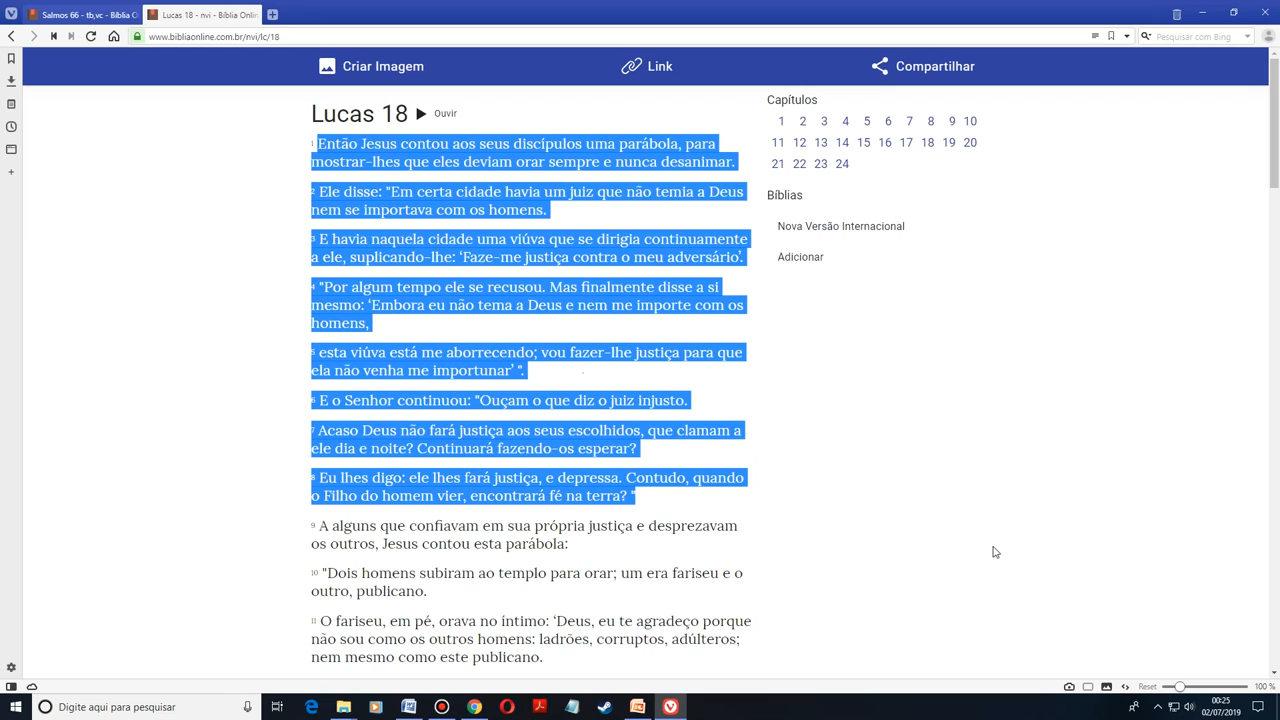 Salmos 66 - tb,vc - Bíblia O
Lucas 18 - nvi - Bíblia Onlin
www.bibliaonline.com.br/nvi/lc/18
Pesquisar com Bing
Criar Imagem
Link
Compartilhar
Lucas 18
Ouvir
1 Então Jesus contou aos seus discípulos uma parábola, para
mostrar-lhes que eles deviam orar sempre e nunca desanimar.
2 Ele disse: "Em certa cidade havia um juiz que não temia a Deus
nem se importava com os homens.
3 E havia naquela cidade uma viúva que se dirigia continuamente
a ele, suplicando-lhe: ‘Faze-me justiça contra o meu adversário’.
4 "Por algum tempo ele se recusou. Mas finalmente disse a si
mesmo: ‘Embora eu não tema a Deus e nem me importe com os
homens,
5 esta viúva está me aborrecendo; vou fazer-lhe justiça para que
ela não venha me importunar’ ".
6 E o Senhor continuou: "Ouçam o que diz o juiz injusto.
7 Acaso Deus não fará justiça aos seus escolhidos, que clamam a
ele dia e noite? Continuará fazendo-os esperar?
8 Eu lhes digo: ele lhes fará justiça, e depressa. Contudo, quando
o Filho do homem vier, encontrará fé na terra? "
9 A alguns que confiavam em sua própria justiça e desprezavam
os outros, Jesus contou esta parábola:
10 "Dois homens subiram ao templo para orar; um era fariseu e o
outro, publicano.
11 O fariseu, em pé, orava no íntimo: ‘Deus, eu te agradeço porque
não sou como os outros homens: ladrões, corruptos, adúlteros;
nem mesmo como este publicano.
Capítulos
1 2 3 4 5 6 7 8 9 10
11 12 13 14 15 16 17 18 19 20
21 22 23 24
Bíblias
Nova Versão Internacional
Adicionar
Reset
100 %
Digite aqui para pesquisar
00:25
02/07/2019